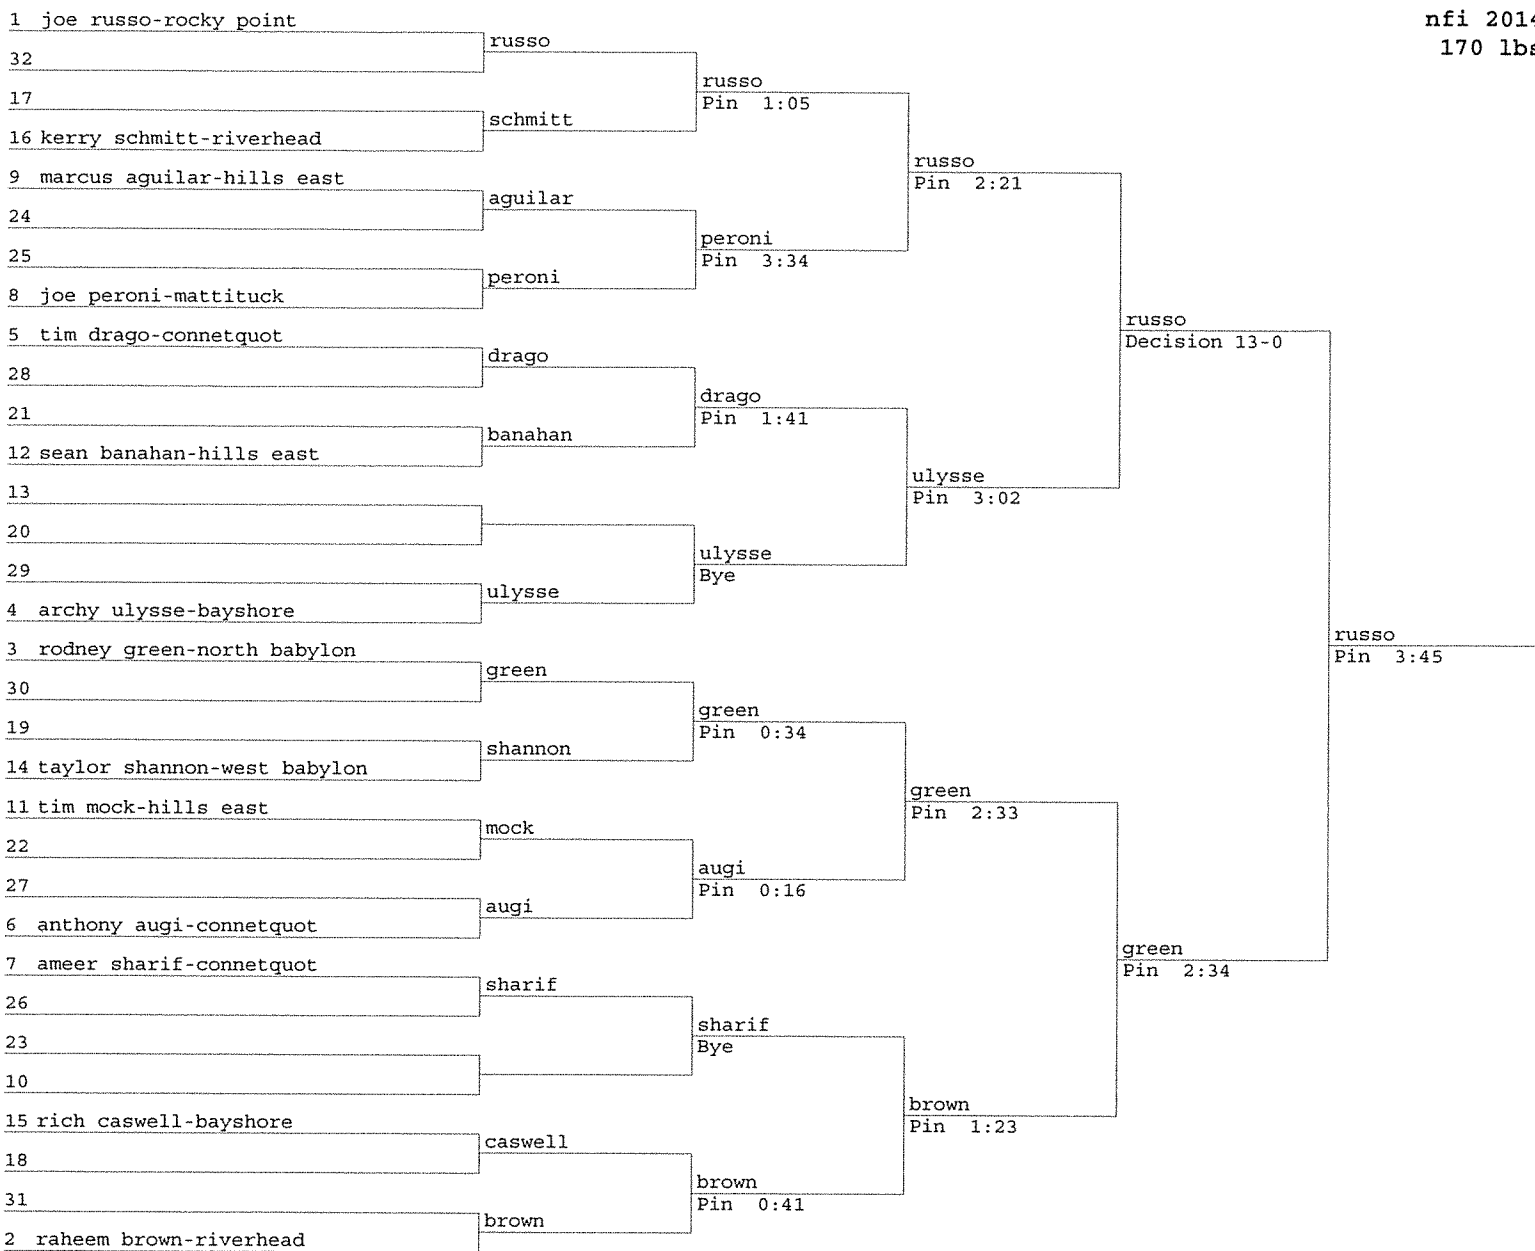 nfi 2014
170 lbs
1 joe russo-rocky point
russo
32
russo
Pin 1:05
17
schmitt
16 kerry schmitt-riverhead
russo
Pin 2:21
9 marcus aguilar-hills east
aguilar
24
peroni
Pin 3:34
25
peroni
8 joe peroni-mattituck
russo
Decision 13-0
5 tim drago-connetquot
drago
28
drago
Pin 1:41
21
banahan
12 sean banahan-hills east
ulysse
Pin 3:02
13
20
ulysse
Bye
29
ulysse
4 archy ulysse-bayshore
russo
Pin 3:45
3 rodney green-north babylon
green
30
green
Pin 0:34
19
shannon
14 taylor shannon-west babylon
green
Pin 2:33
11 tim mock-hills east
mock
22
augi
Pin 0:16
27
augi
6 anthony augi-connetquot
green
Pin 2:34
7 ameer sharif-connetquot
sharif
26
sharif
Bye
23
10
brown
Pin 1:23
15 rich caswell-bayshore
caswell
18
brown
Pin 0:41
31
brown
2 raheem brown-riverhead